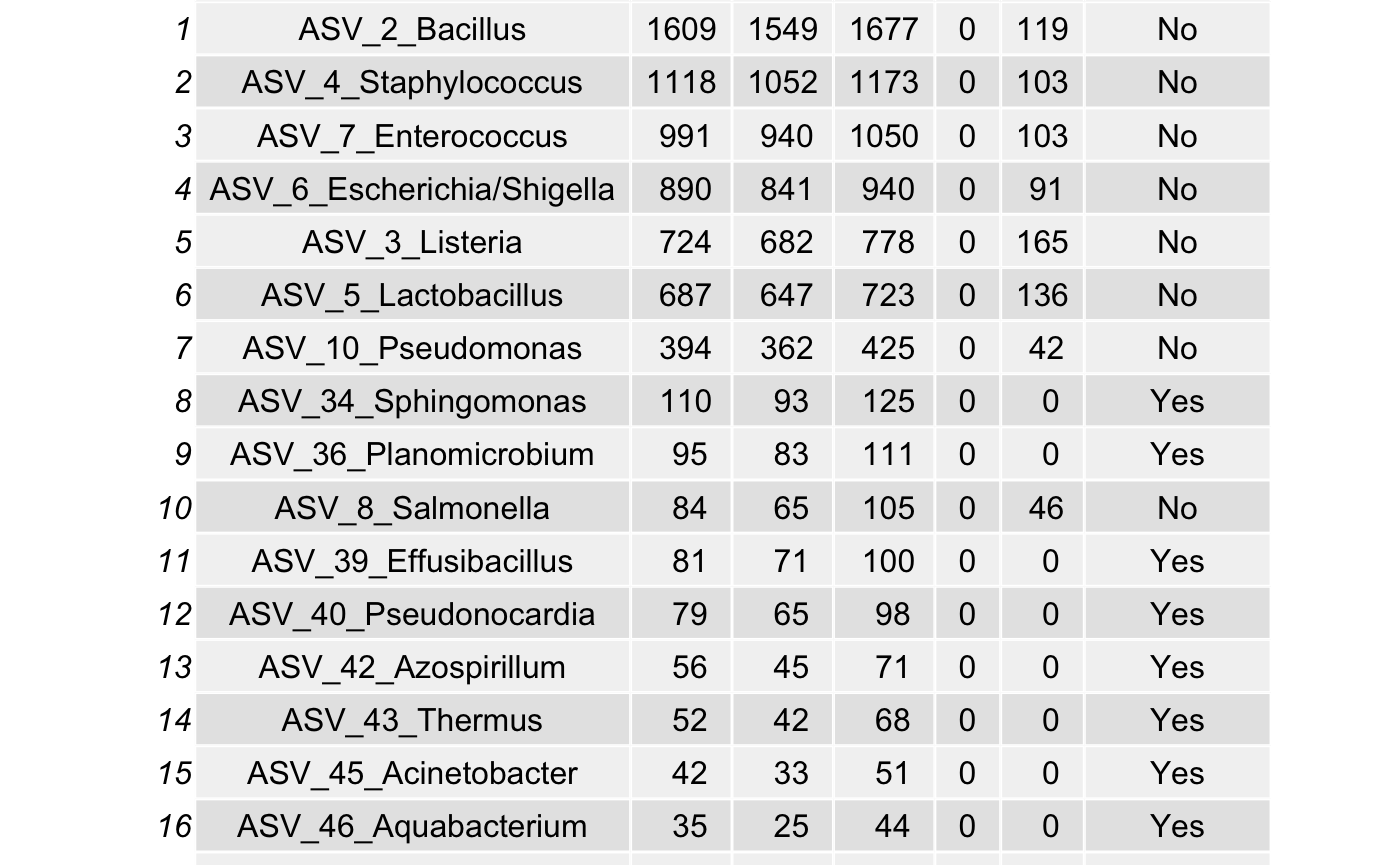 1 ASV_2_Bacillus 1609 1549 1677 0 119 No
2 ASV_4_Staphylococcus 1118 1052 1173 0 103 No
3 ASV_7_Enterococcus 991 940 1050 0 103 No
4 ASV_6_Escherichia/Shigella 890 841 940 0 91 No
5 ASV_3_Listeria 724 682 778 0 165 No
6 ASV_5_Lactobacillus 687 647 723 0 136 No
7 ASV_10_Pseudomonas 394 362 425 0 42 No
8 ASV_34_Sphingomonas 110 93 125 0 0 Yes
9 ASV_36_Planomicrobium 95 83 111 0 0 Yes
10 ASV_8_Salmonella 84 65 105 0 46 No
11 ASV_39_Effusibacillus 81 71 100 0 0 Yes
12 ASV_40_Pseudonocardia 79 65 98 0 0 Yes
13 ASV_42_Azospirillum 56 45 71 0 0 Yes
14 ASV_43_Thermus 52 42 68 0 0 Yes
15 ASV_45_Acinetobacter 42 33 51 0 0 Yes
16 ASV_46_Aquabacterium 35 25 44 0 0 Yes